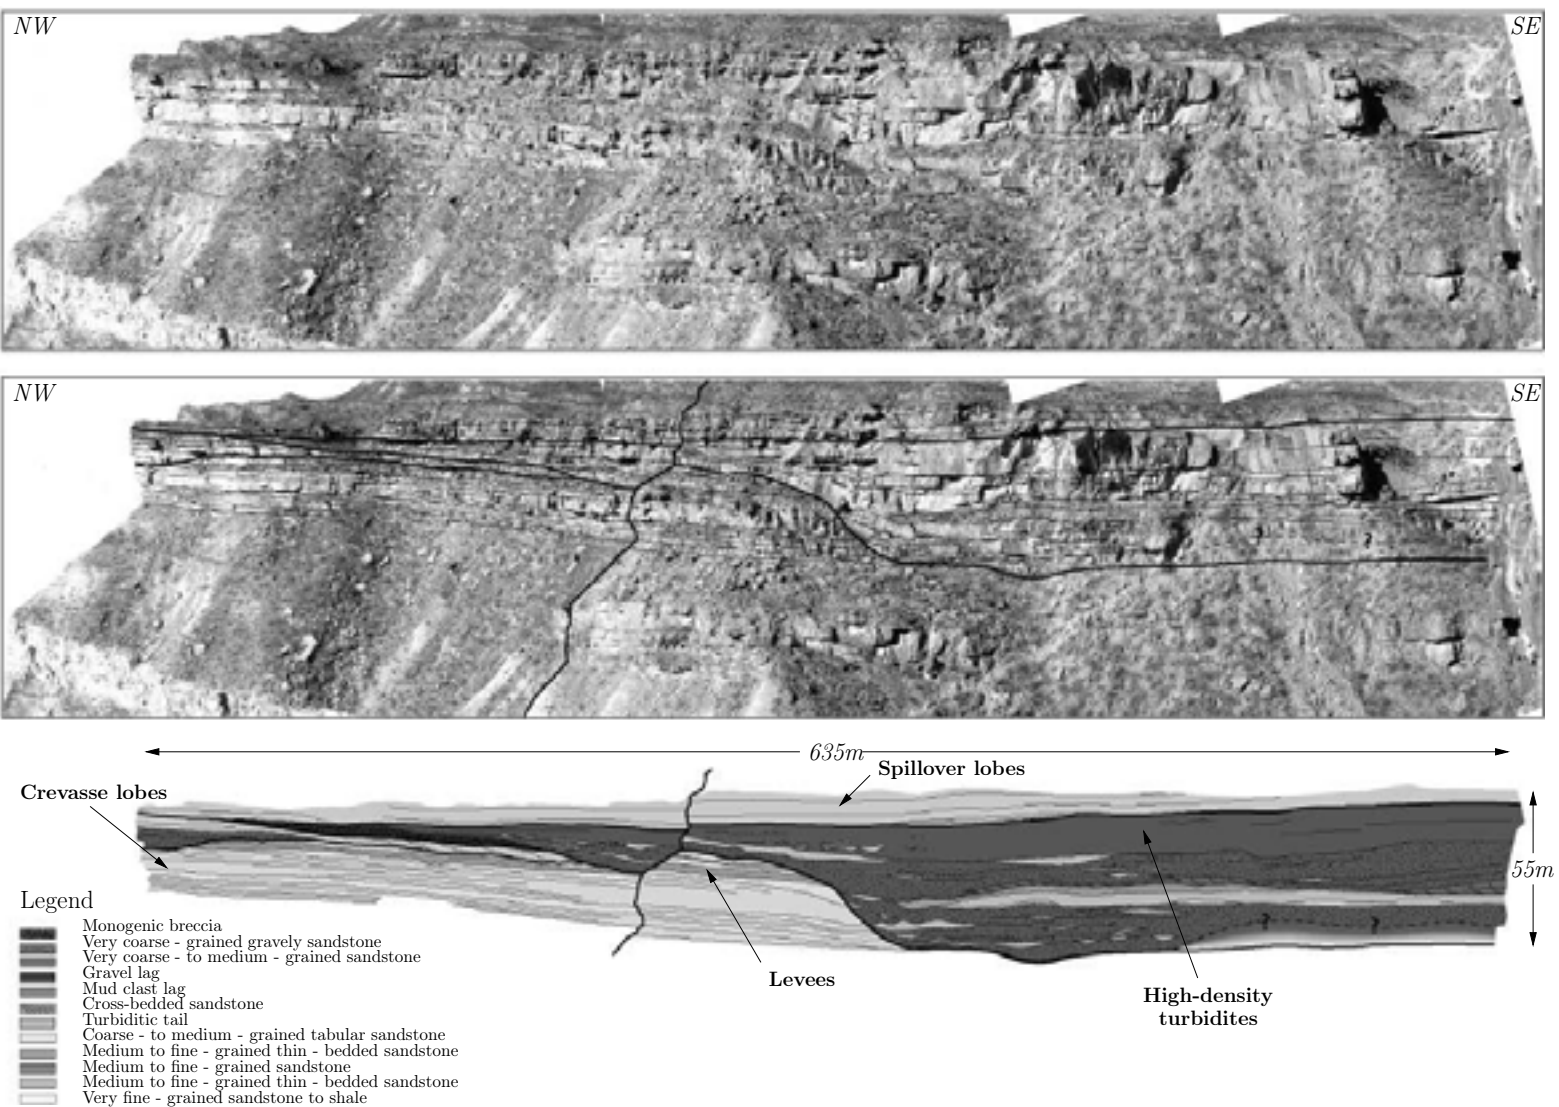 NW
SE
NW
SE
635m
Spillover lobes
Crevasse lobes
55m
Levees
High-density
turbidites
Legend
Monogenic breccia
Very coarse - grained gravely sandstone
Very coarse - to medium - grained sandstone
Gravel lag
Mud clast lag
Cross-bedded sandstone
Turbiditic tail
Coarse - to medium - grained tabular sandstone
Medium to fine - grained thin - bedded sandstone
Medium to fine - grained sandstone
Medium to fine - grained thin - bedded sandstone
Very fine - grained sandstone to shale
?
?
?
?